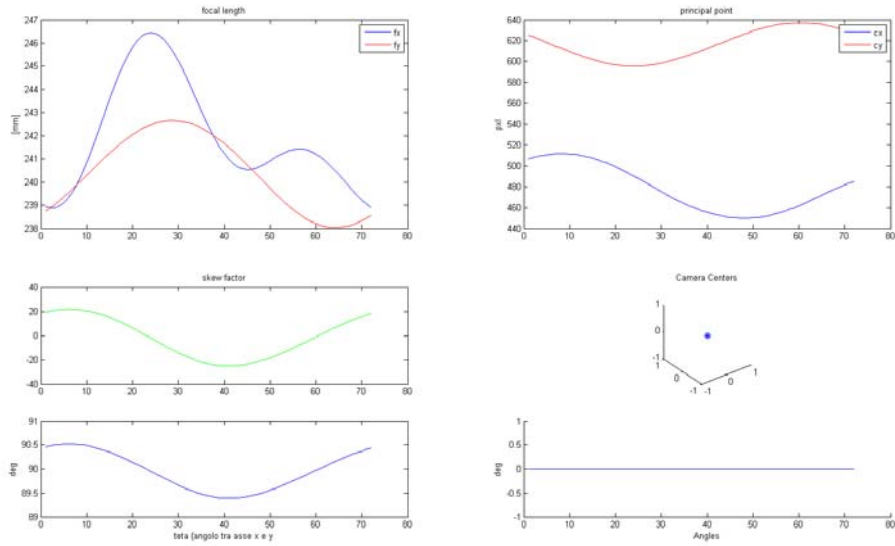 focal length
247
246
245
244
243
242
241
240
239
238
[mm]
fx
fy
0 10 20 30 40 50 60 70 80
principal point
640
620
600
580
560
540
520
500
480
460
440
pxl
cx
cy
0 10 20 30 40 50 60 70 80
skew factor
40
20
0
-20
-40
0 10 20 30 40 50 60 70 80
Camera Centers
1
0
-1
1
0
-1
-1
0
1
91
90.5
90
89.5
89
deg
0 10 20 30 40 50 60 70 80
teta (angolo tra asse x e y
1
0.5
0
-0.5
-1
deg
0 10 20 30 40 50 60 70 80
Angles